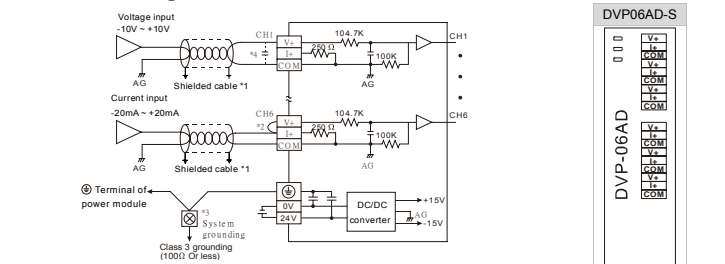 Voltage input
-10V ~ +10V
CH1
*4
V+
I+
COM
250 Ω
104.7K
100K
CH1
AG
AG
Shielded cable *1
Current input
-20mA ~ +20mA
CH6
*2
V+
I+
COM
250 Ω
104.7K
100K
CH6
AG
AG
Shielded cable *1
Terminal of
power module
*3
System
grounding
Class 3 grounding
(100Ω Or less)
0V
24V
DC/DC
converter
+15V
AG
-15V
DVP06AD-S
V+
I+
COM
V+
I+
COM
V+
I+
COM
DVP-06AD
V+
I+
COM
V+
I+
COM
V+
I+
COM